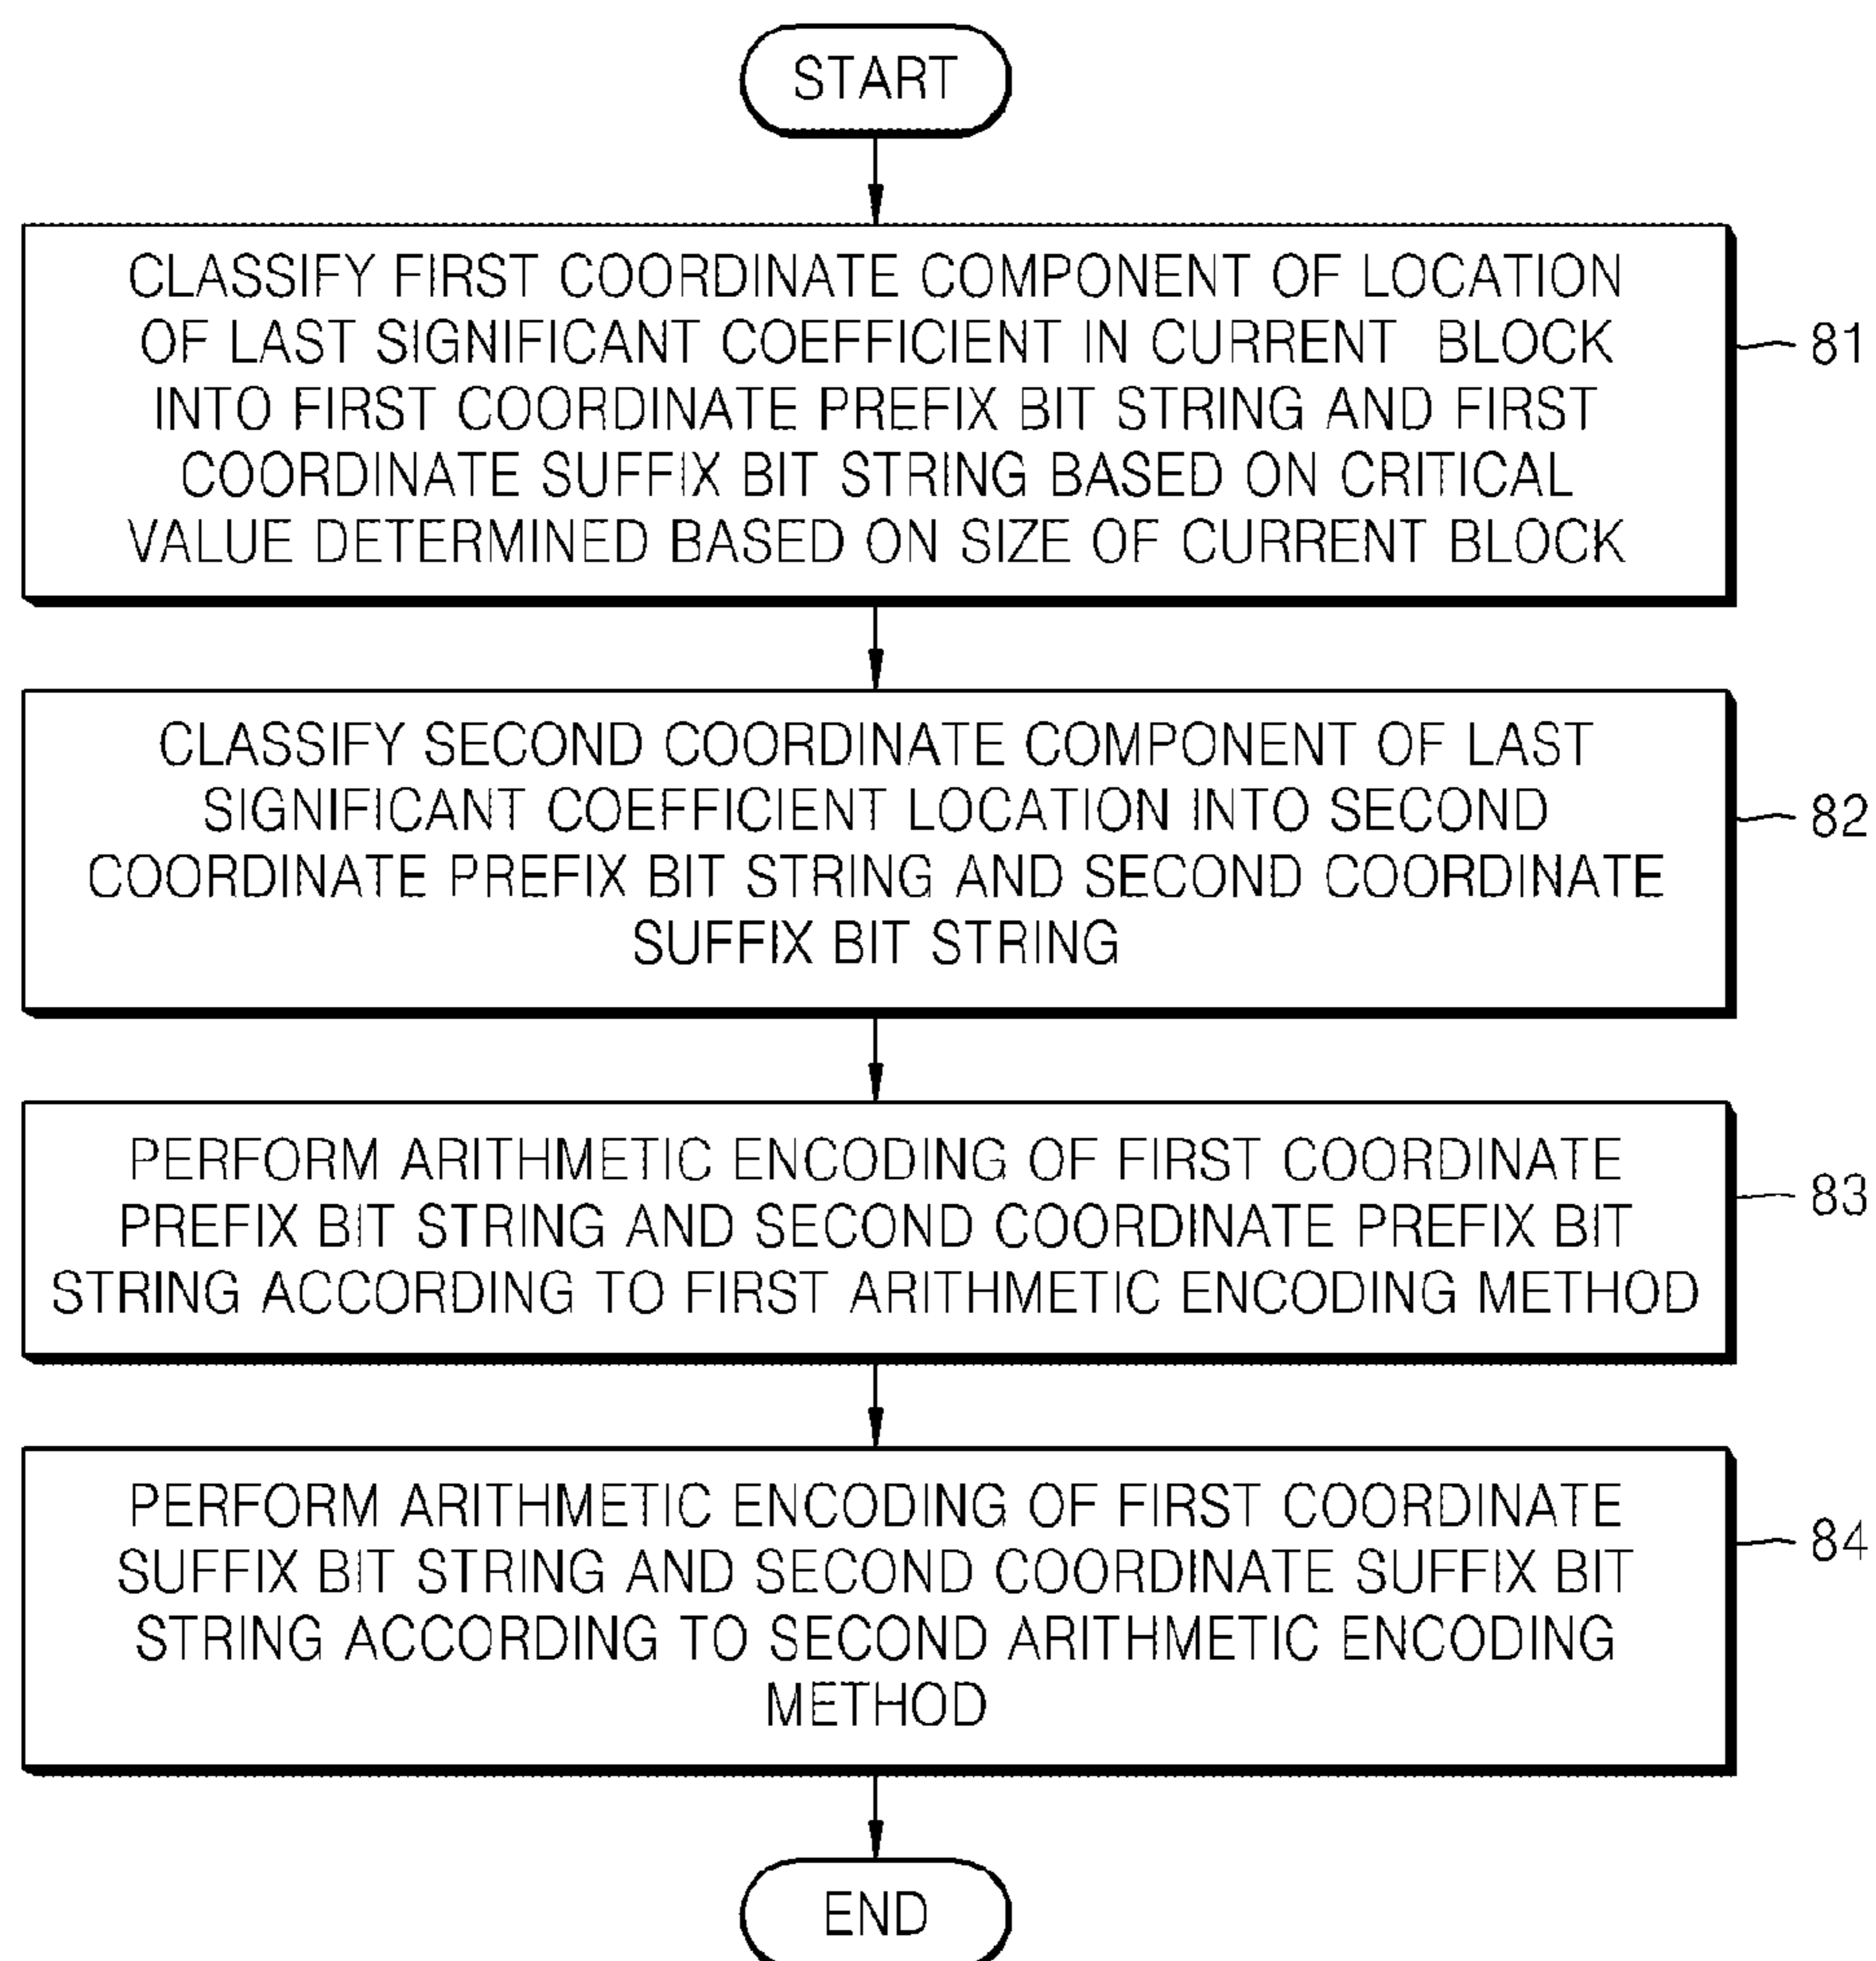 START
CLASSIFY FIRST COORDINATE COMPONENT OF LOCATION
OF LAST SIGNIFICANT COEFFICIENT IN CURRENT BLOCK
INTO FIRST COORDINATE PREFIX BIT STRING AND FIRST
COORDINATE SUFFIX BIT STRING BASED ON CRITICAL
VALUE DETERMINED BASED ON SIZE OF CURRENT BLOCK
81
CLASSIFY SECOND COORDINATE COMPONENT OF LAST
SIGNIFICANT COEFFICIENT LOCATION INTO SECOND
COORDINATE PREFIX BIT STRING AND SECOND COORDINATE
SUFFIX BIT STRING
82
PERFORM ARITHMETIC ENCODING OF FIRST COORDINATE
PREFIX BIT STRING AND SECOND COORDINATE PREFIX BIT
STRING ACCORDING TO FIRST ARITHMETIC ENCODING METHOD
83
PERFORM ARITHMETIC ENCODING OF FIRST COORDINATE
SUFFIX BIT STRING AND SECOND COORDINATE SUFFIX BIT
STRING ACCORDING TO SECOND ARITHMETIC ENCODING
METHOD
84
END